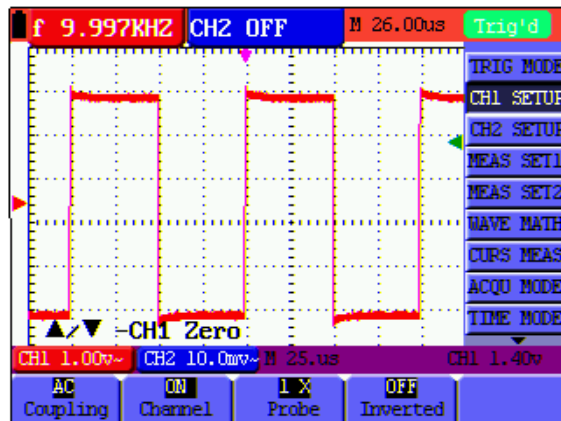 f 9.997KHZ CH2 OFF M 26.00us Trig'd
TRIG MODE
CH1 SETUP
CH2 SETUP
MEAS SET1
MEAS SET2
WAVE MATH
CURS MEAS
ACQU MODE
TIME MODE
▲/▼ -CH1 Zero
CH1 1.00v~ CH2 10.0mv~ M 25.us CH1 1.40v
AC ON 1 X OFF
Coupling Channel Probe Inverted